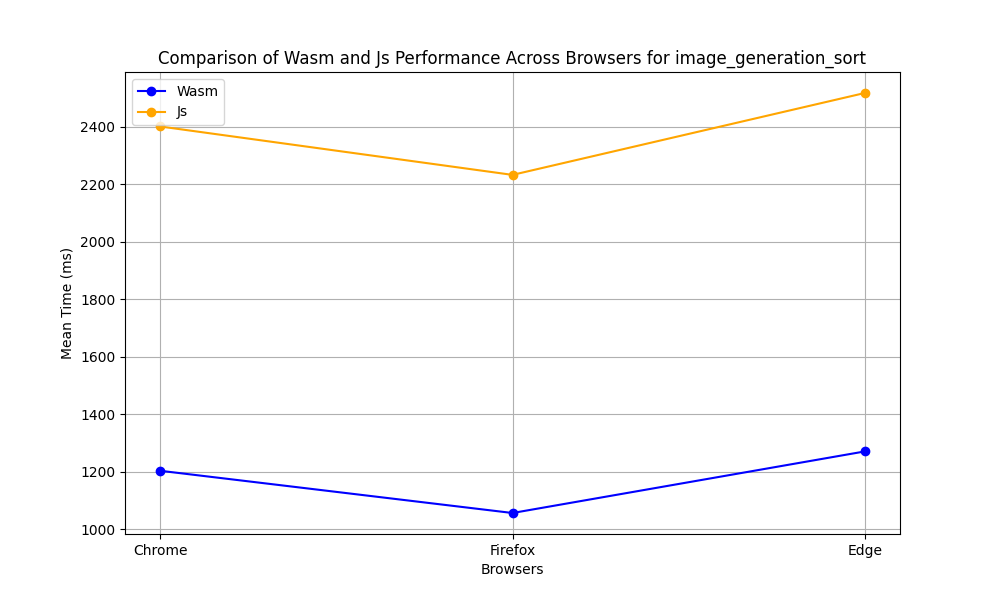 Comparison of Wasm and Js Performance Across Browsers for image_generation_sort
Wasm
Js
2400
2200
2000
1800
1600
1400
1200
1000
Mean Time (ms)
Chrome
Firefox
Edge
Browsers